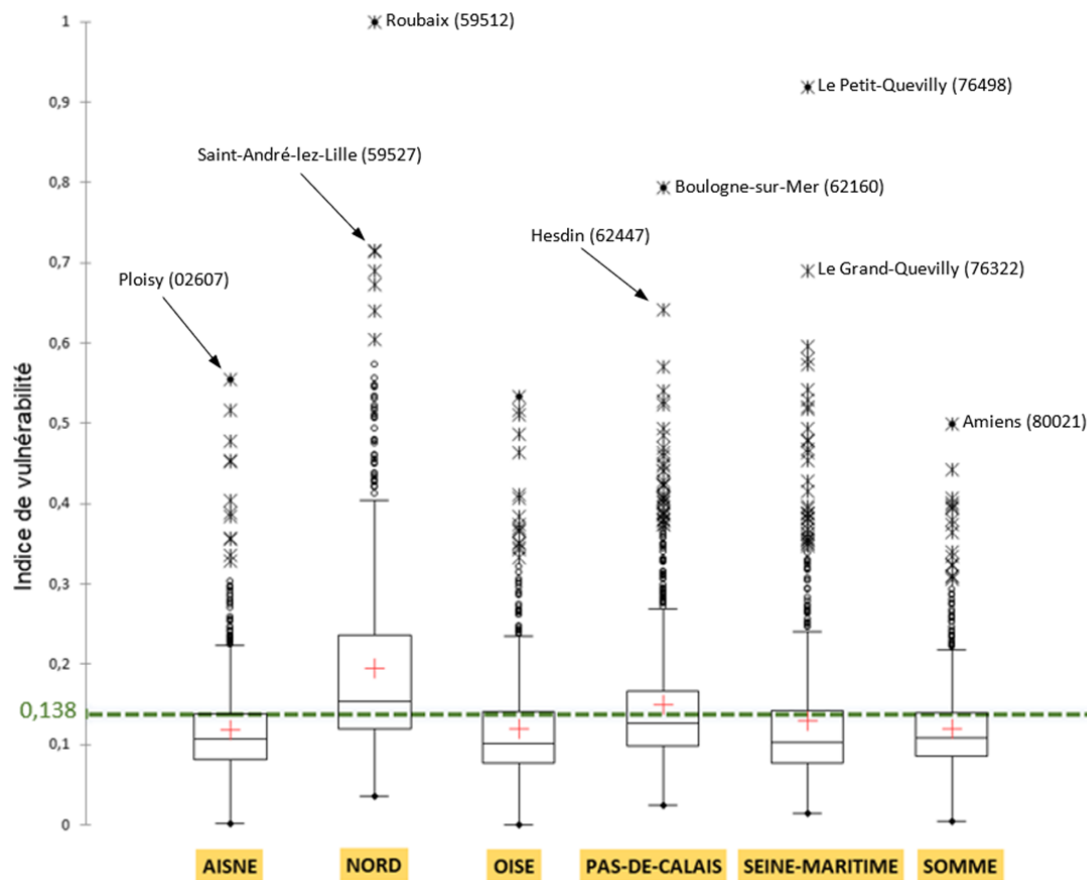 1
Roubaix (59512)
0,9
Le Petit-Quevilly (76498)
Saint-André-lez-Lille (59527)
0,8
Boulogne-sur-Mer (62160)
Hesdin (62447)
0,7
Le Grand-Quevilly (76322)
Ploisy (02607)
0,6
Indice de vulnérabilité
0,5
Amiens (80021)
0,4
0,3
0,2
0,138
0,1
0
AISNE NORD OISE PAS-DE-CALAIS SEINE-MARITIME SOMME